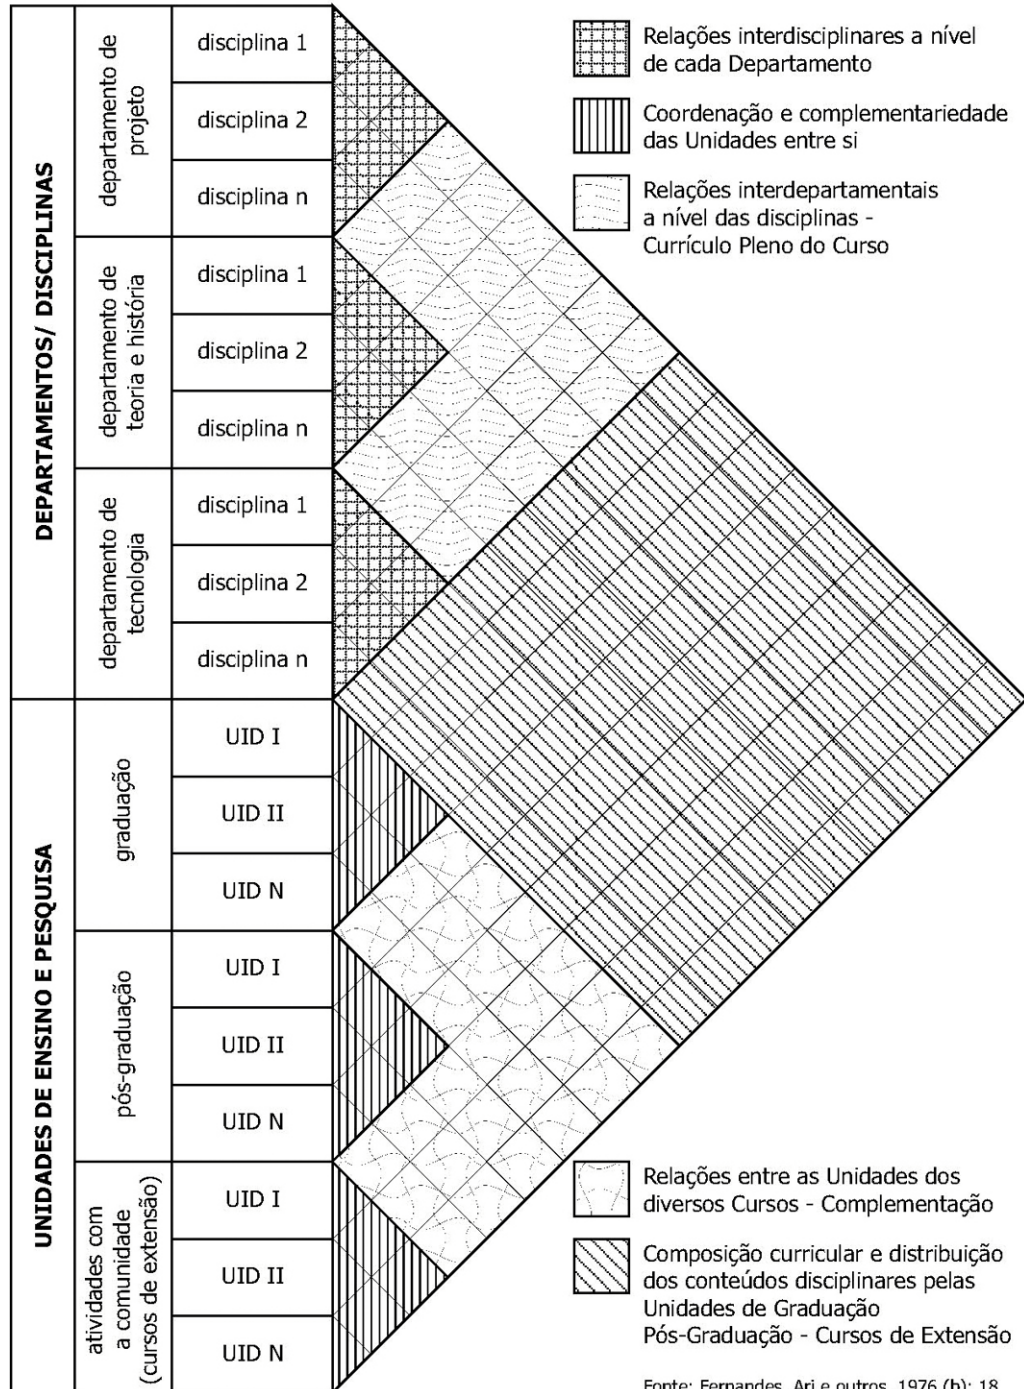 DEPARTAMENTOS/ DISCIPLINAS
departamento de
projeto
disciplina 1
disciplina 2
disciplina n
departamento de
teoria e história
disciplina 1
disciplina 2
disciplina n
departamento de
tecnologia
disciplina 1
disciplina 2
disciplina n
UNIDADES DE ENSINO E PESQUISA
graduação
UID I
UID II
UID N
pós-graduação
UID I
UID II
UID N
atividades com
a comunidade
(cursos de extensão)
UID I
UID II
UID N
Relações interdisciplinares a nível
de cada Departamento
Coordenação e complementariedade
das Unidades entre si
Relações interdepartamentais
a nível das disciplinas -
Currículo Pleno do Curso
Relações entre as Unidades dos
diversos Cursos - Complementação
Composição curricular e distribuição
dos conteúdos disciplinares pelas
Unidades de Graduação
Pós-Graduação - Cursos de Extensão
Fonte: Fernandes, Ari e outros, 1976 (b): 18